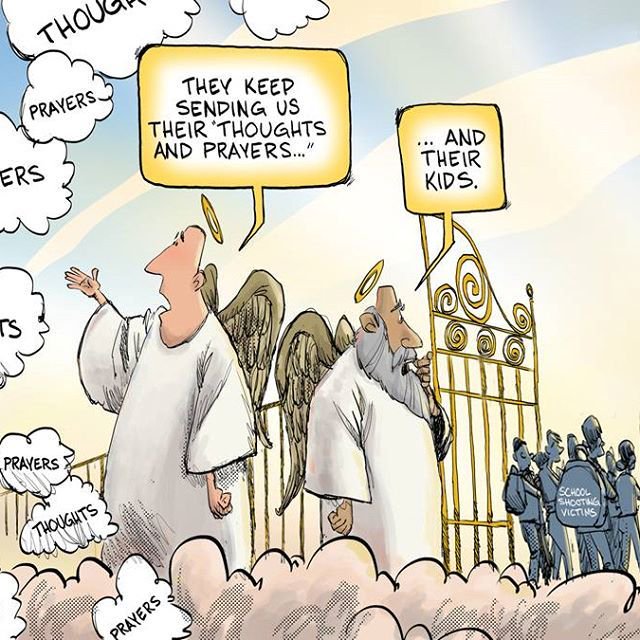 THOUGH
PRAYERS
ERS
TS
PRAYERS
THOUGHTS
PRAYERS
THEY KEEP
SENDING US
THEIR "THOUGHTS
AND PRAYERS..."
... AND
THEIR
KIDS.
SCHOOL
SHOOTING
VICTIMS